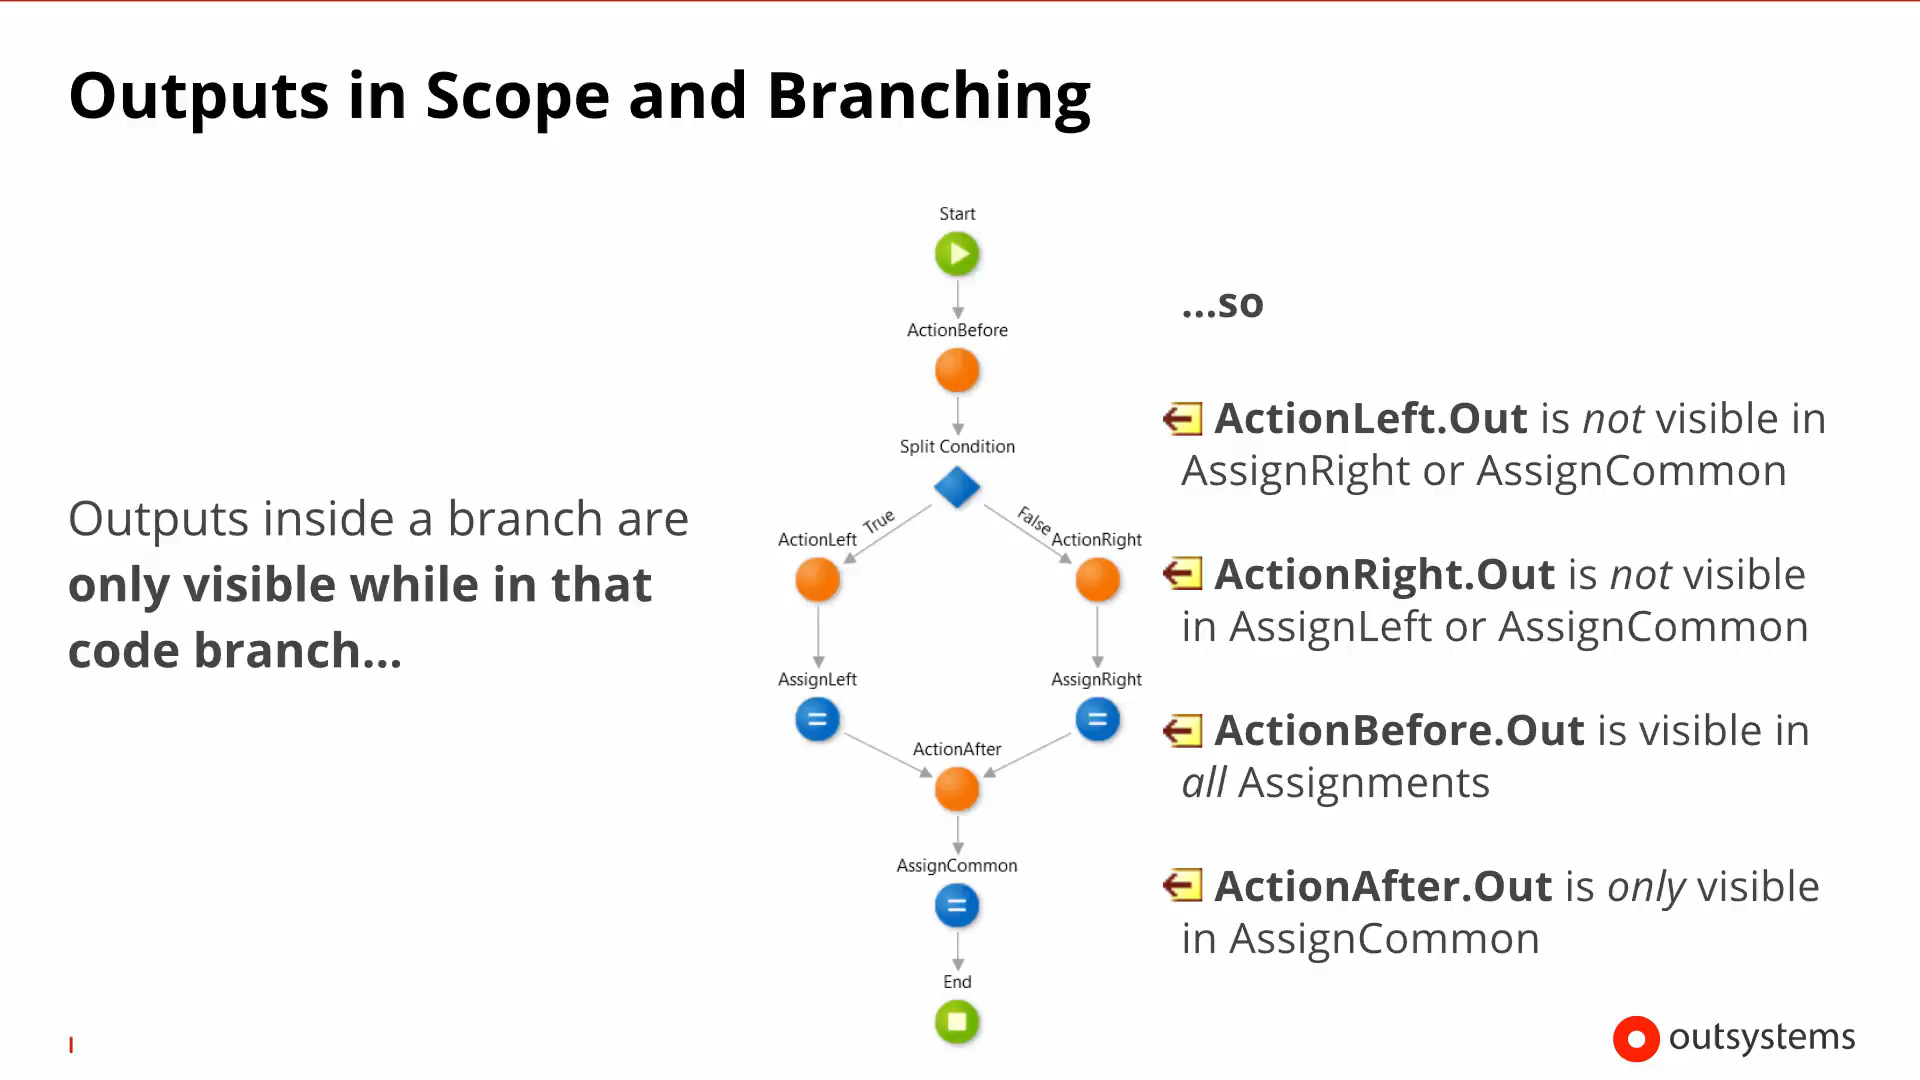 Outputs in Scope and Branching
Outputs inside a branch are
only visible while in that
code branch...
Start
ActionBefore
Split Condition
True
False
ActionLeft
ActionRight
AssignLeft
AssignRight
ActionAfter
AssignCommon
End
...so
ActionLeft.Out is not visible in
AssignRight or AssignCommon
ActionRight.Out is not visible
in AssignLeft or AssignCommon
ActionBefore.Out is visible in
all Assignments
ActionAfter.Out is only visible
in AssignCommon
outsystems